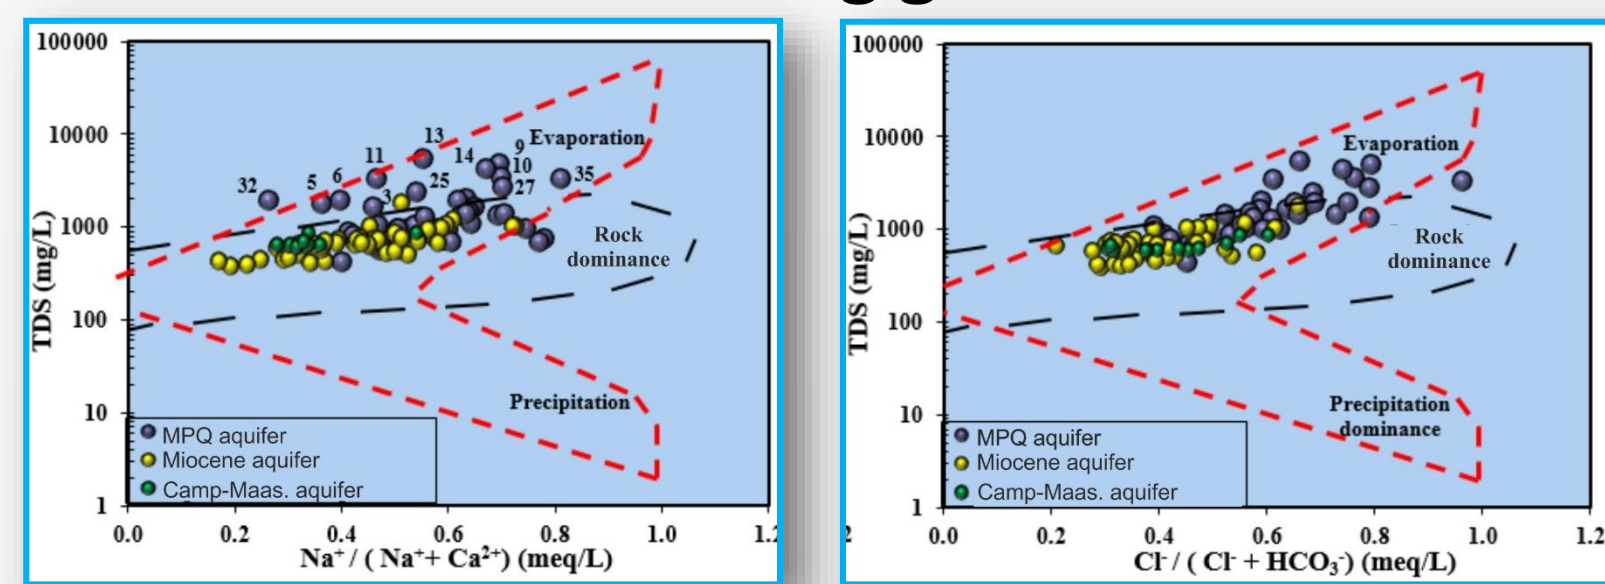 100000
10000
1000
100
10
1
TDS (mg/L)
13
11
14
9
Evaporation
10
32
5
6
25
27
35
3
Rock
dominance
Precipitation
MPQ aquifer
Miocene aquifer
Camp-Maas. aquifer
0.0
0.2
0.4
0.6
0.8
1.0
1.2
Na⁺ / ( Na⁺+ Ca²⁺) (meq/L)
100000
10000
1000
100
10
1
TDS (mg/L)
Evaporation
Rock
dominance
Precipitation
dominance
MPQ aquifer
Miocene aquifer
Camp-Maas. aquifer
2
0.0
0.2
0.4
0.6
0.8
1.0
1.2
Cl⁻/ ( Cl⁻ + HCO₃⁻) (meq/L)